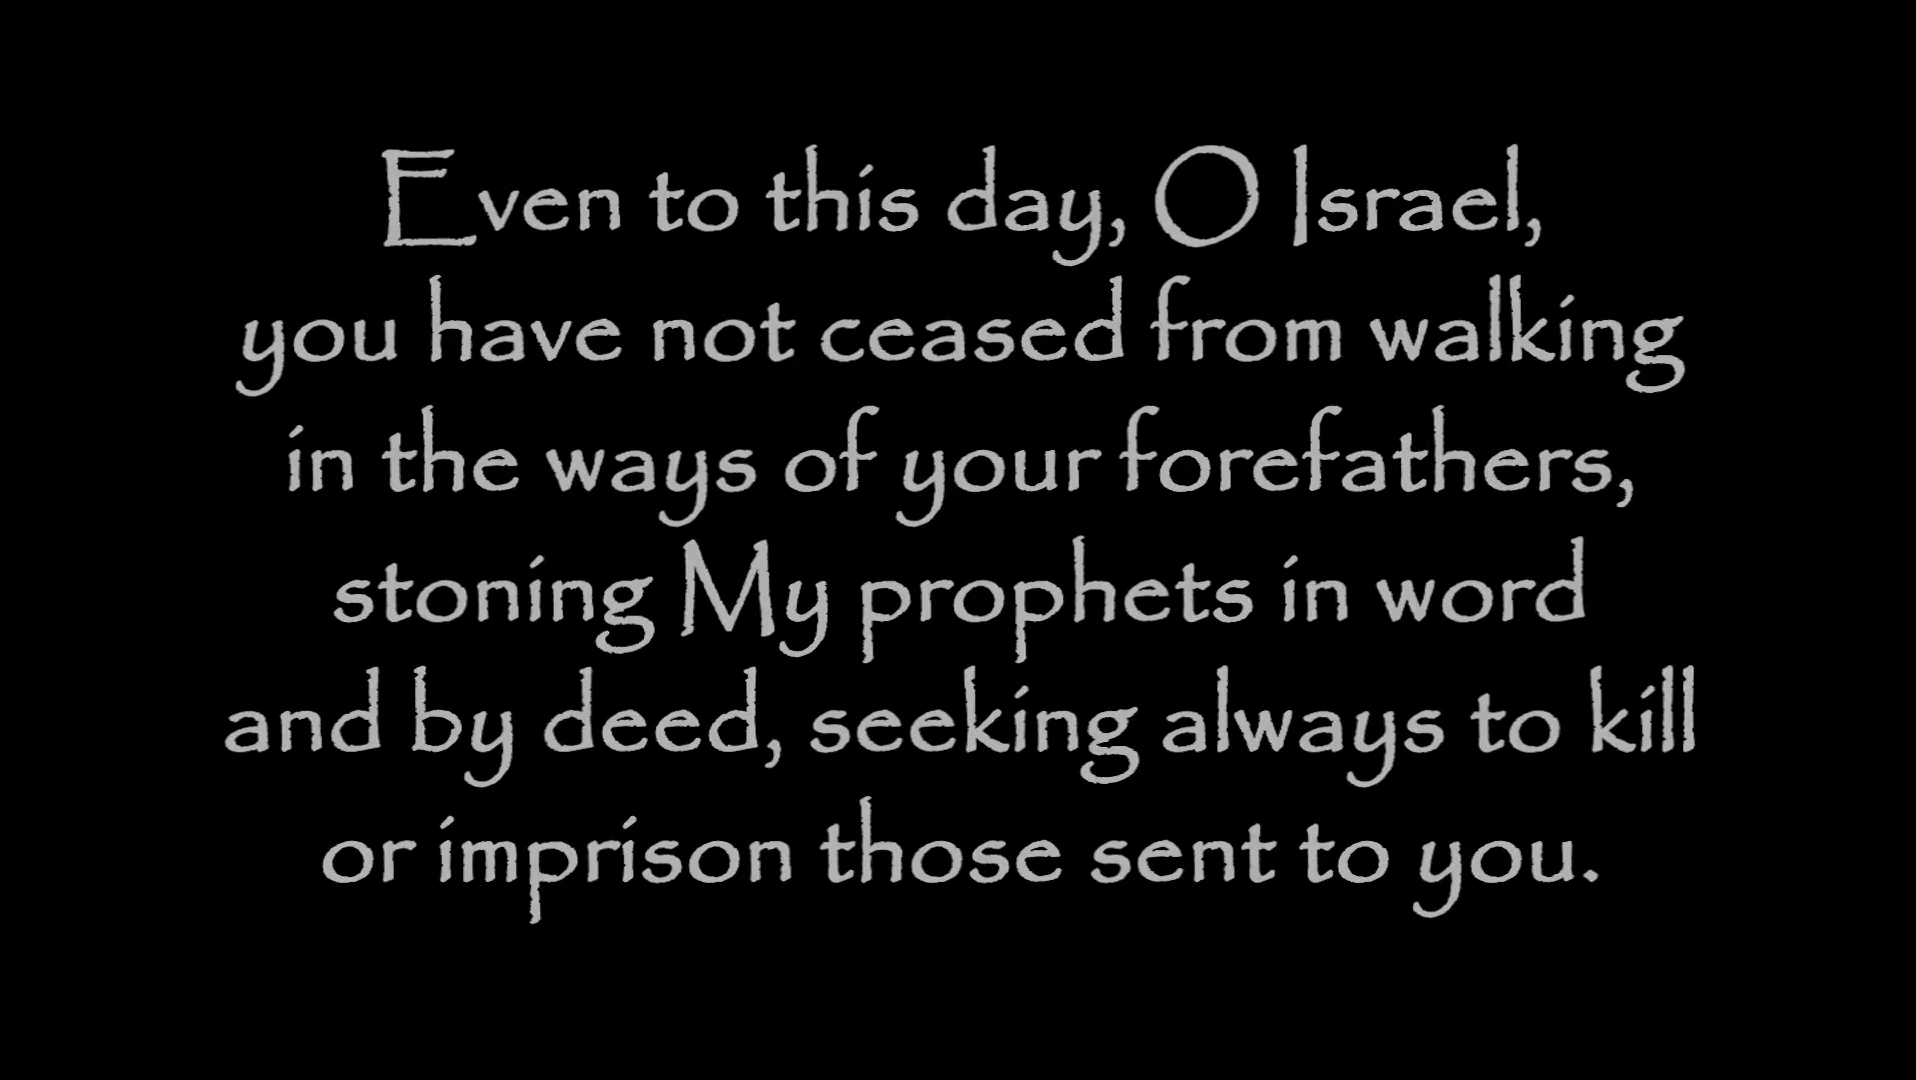 Even to this day, O Israel,
you have not ceased from walking
in the ways of your forefathers,
stoning My prophets in word
and by deed, seeking always to kill
or imprison those sent to you.